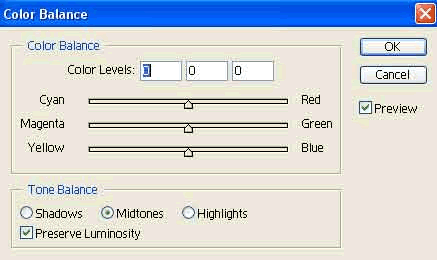 Color Balance
Color Balance OK
Color Levels: 0 0 0
Cancel
Cyan Red
Preview
Magenta Green
Yellow Blue
Tone Balance
Shadows Midtones Highlights
Preserve Luminosity